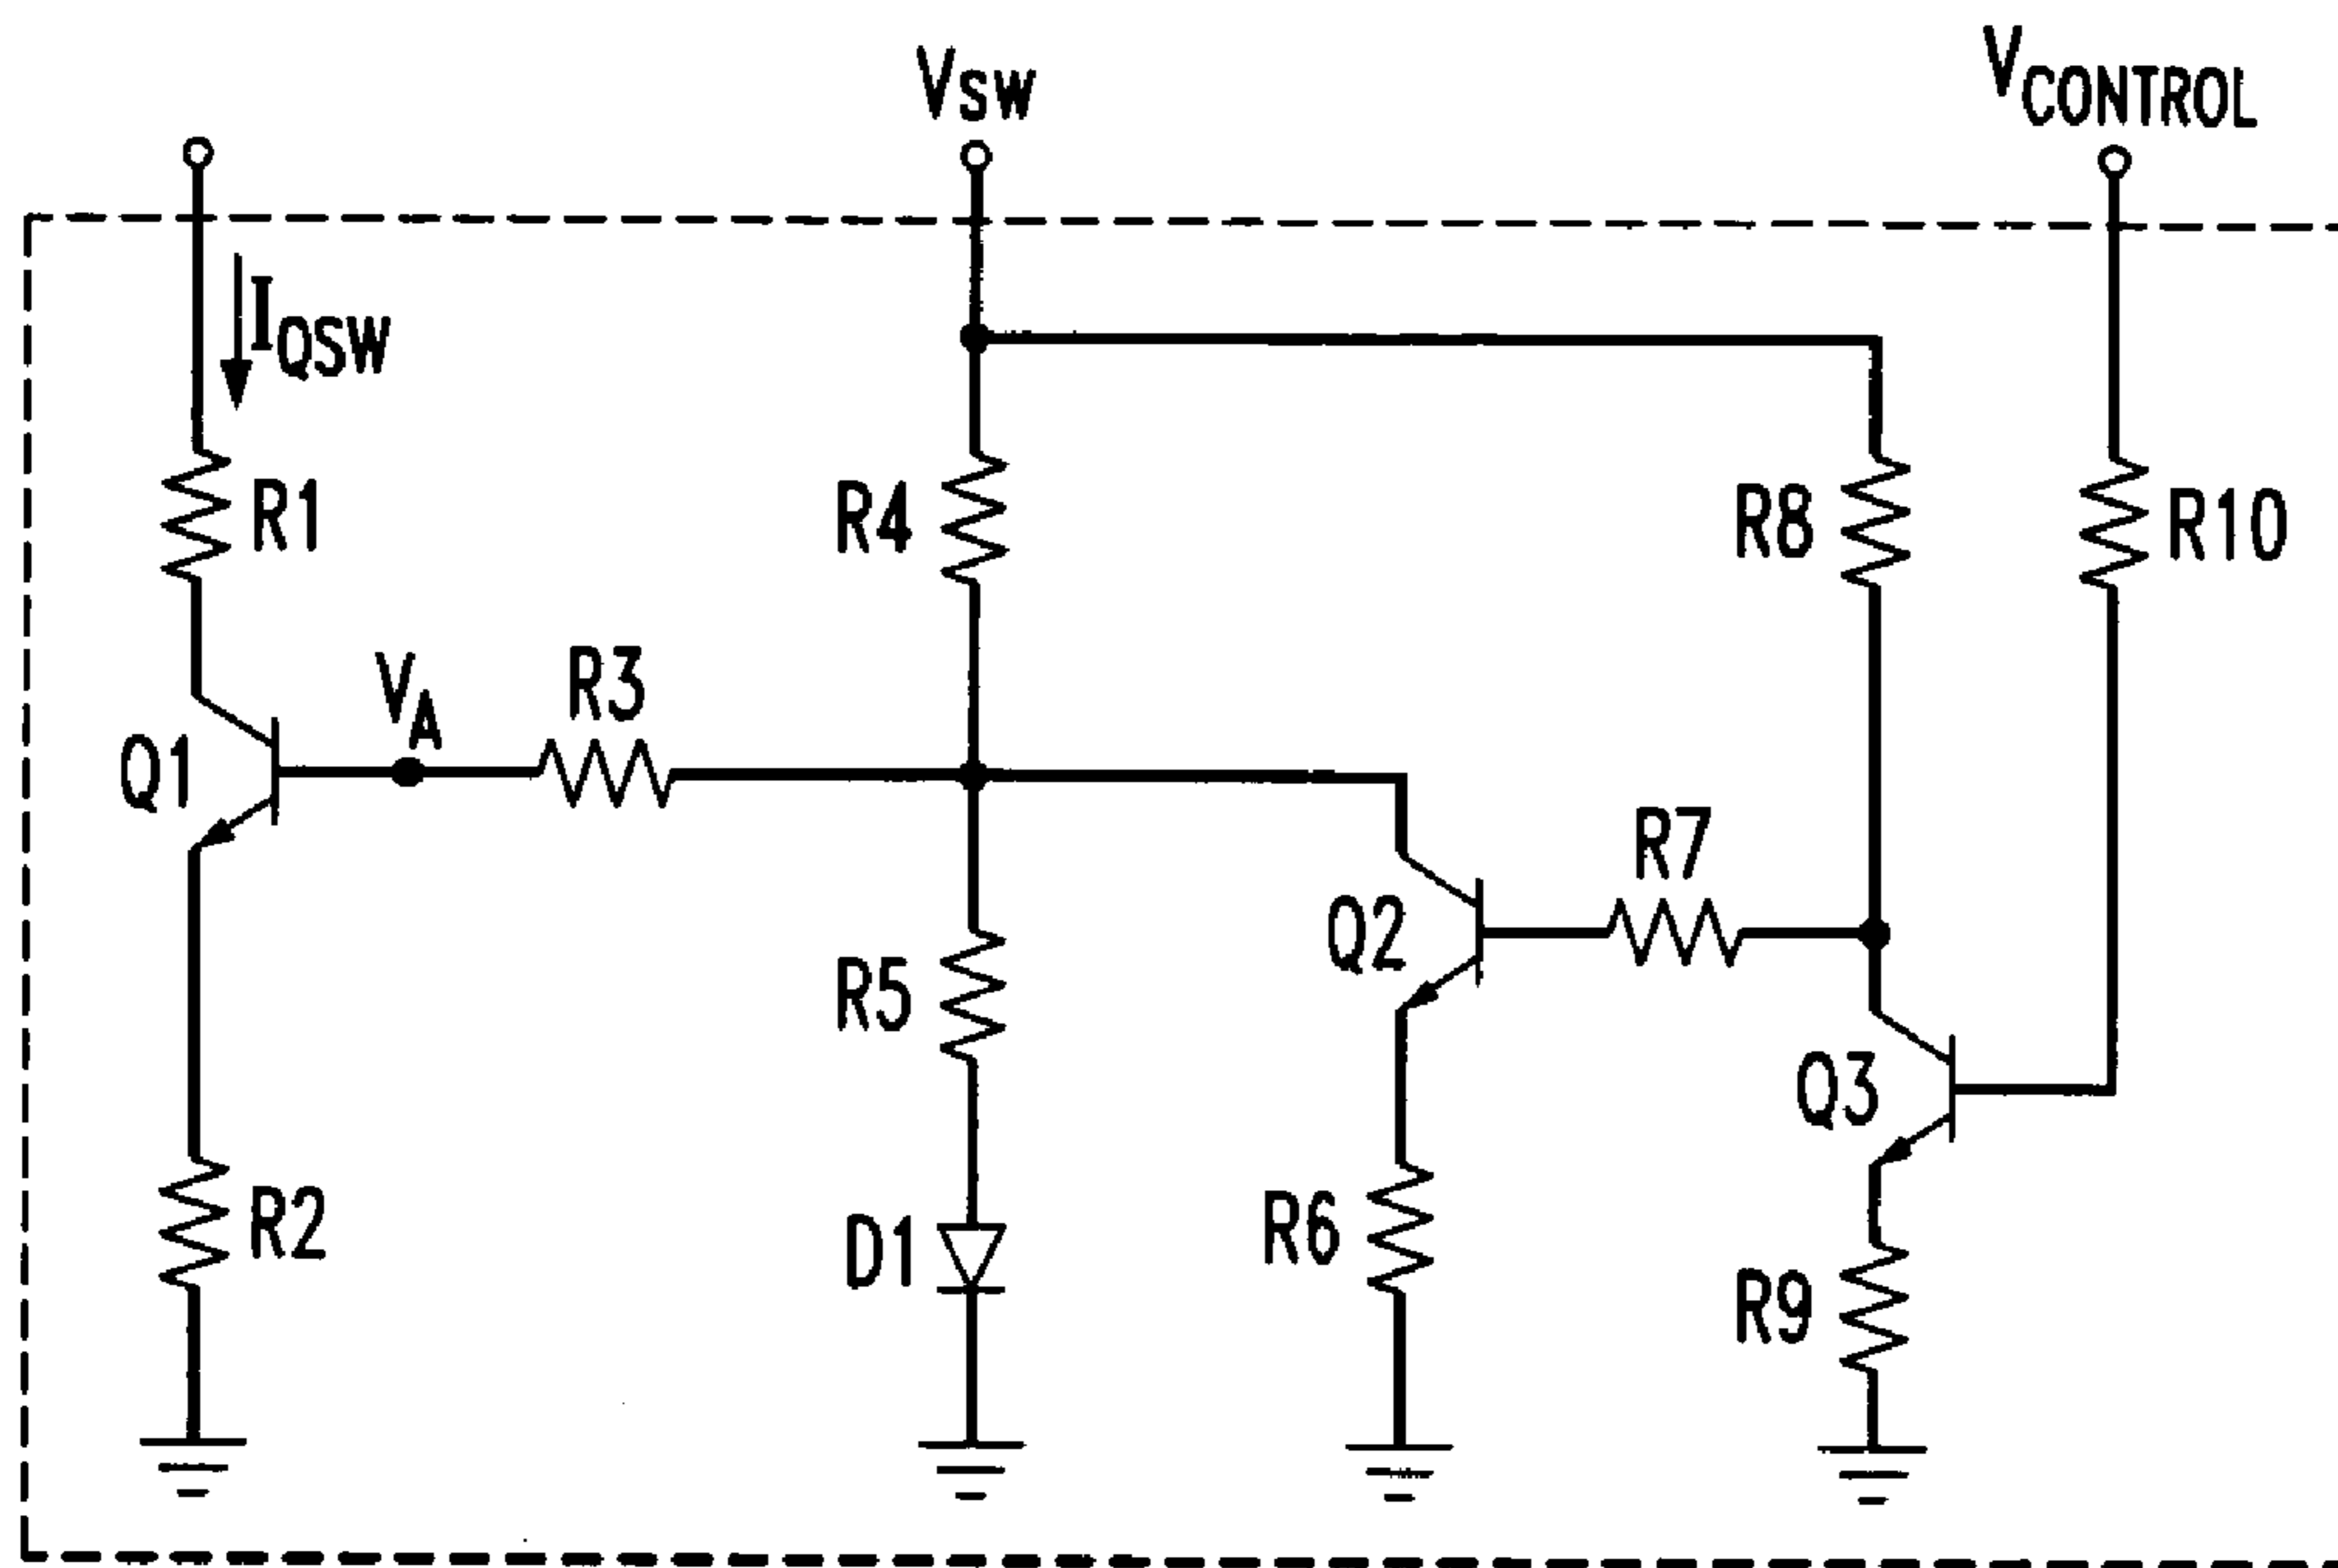 VSW
VCONTROL
IQSW
R1
R4
R8
R10
VA
R3
Q1
R7
Q2
R5
Q3
R2
D1
R6
R9